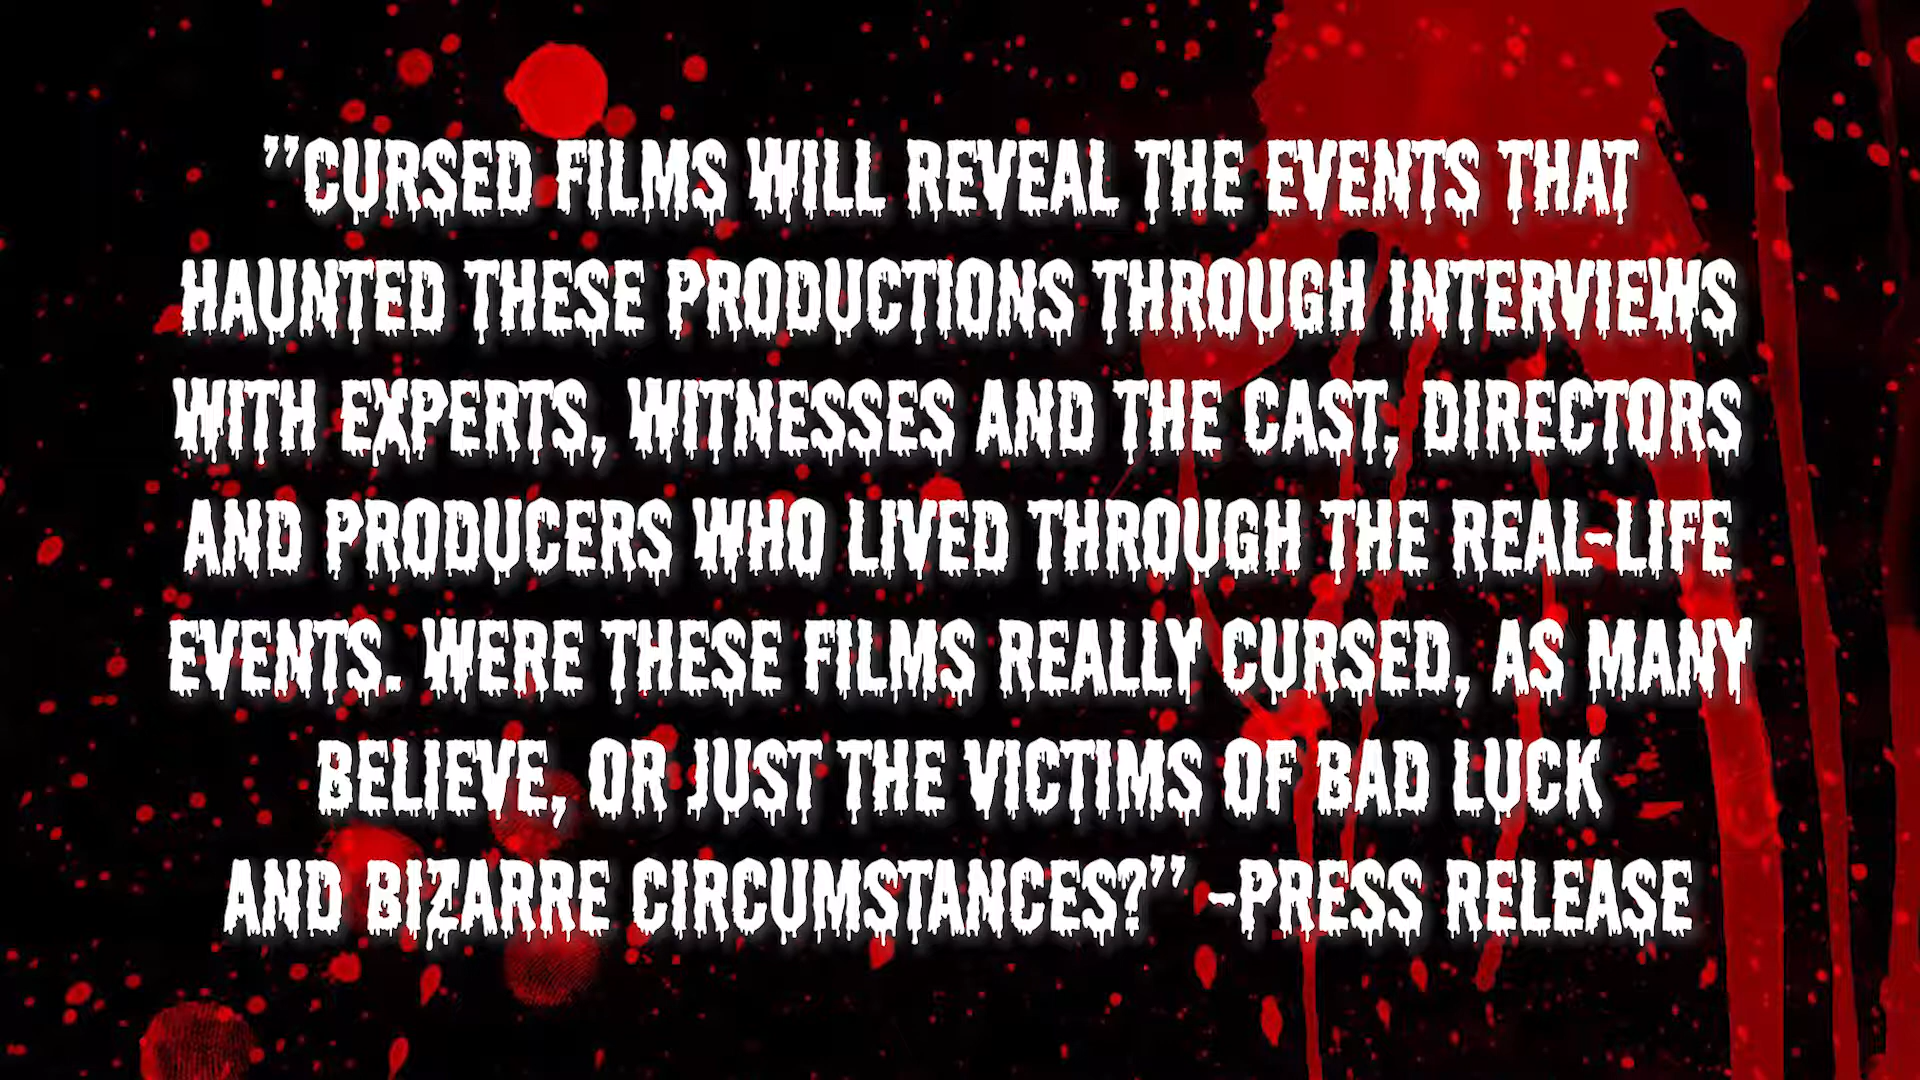 "CURSED FILMS WILL REVEAL THE EVENTS THAT
HAUNTED THESE PRODUCTIONS THROUGH INTERVIEWS
WITH EXPERTS, WITNESSES AND THE CAST, DIRECTORS
AND PRODUCERS WHO LIVED THROUGH THE REAL-LIFE
EVENTS. WERE THESE FILMS REALLY CURSED, AS MANY
BELIEVE, OR JUST THE VICTIMS OF BAD LUCK
AND BIZARRE CIRCUMSTANCES?" -PRESS RELEASE